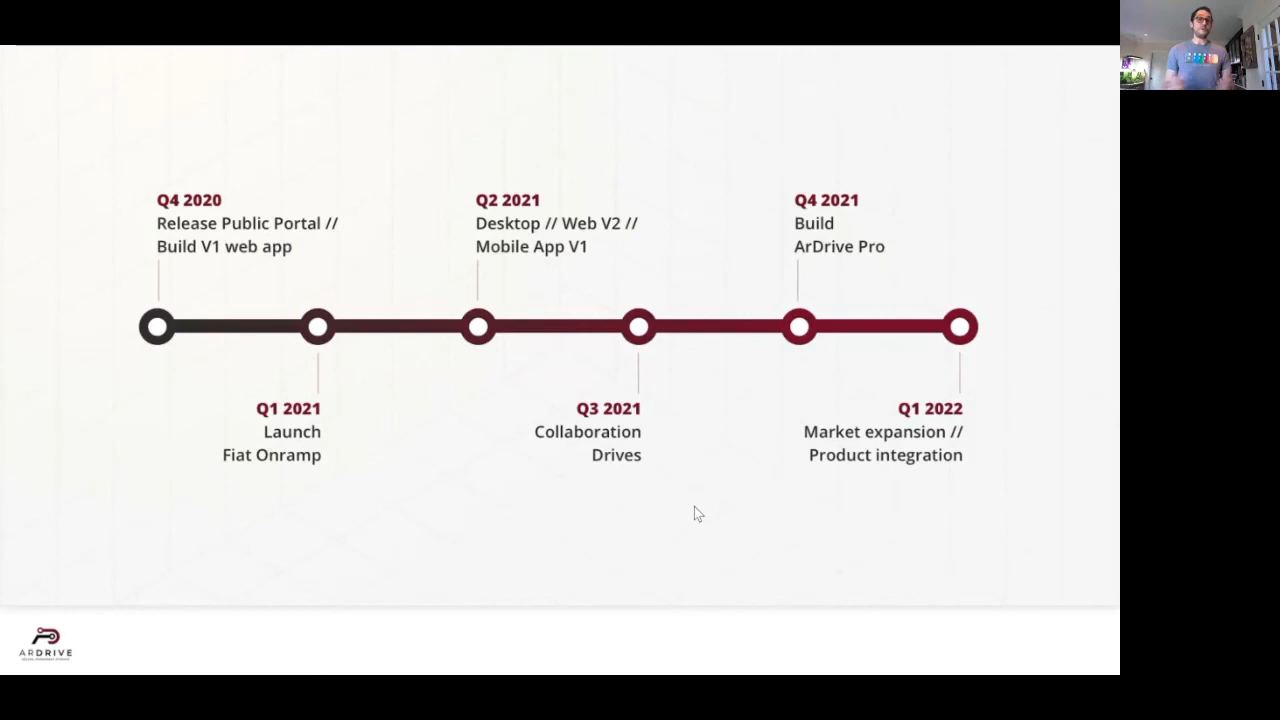 Q4 2020
Release Public Portal //
Build V1 web app
Q2 2021
Desktop // Web V2 //
Mobile App V1
Q4 2021
Build
ArDrive Pro
Q1 2021
Launch
Fiat Onramp
Q3 2021
Collaboration
Drives
Q1 2022
Market expansion //
Product integration
ARDRIVE